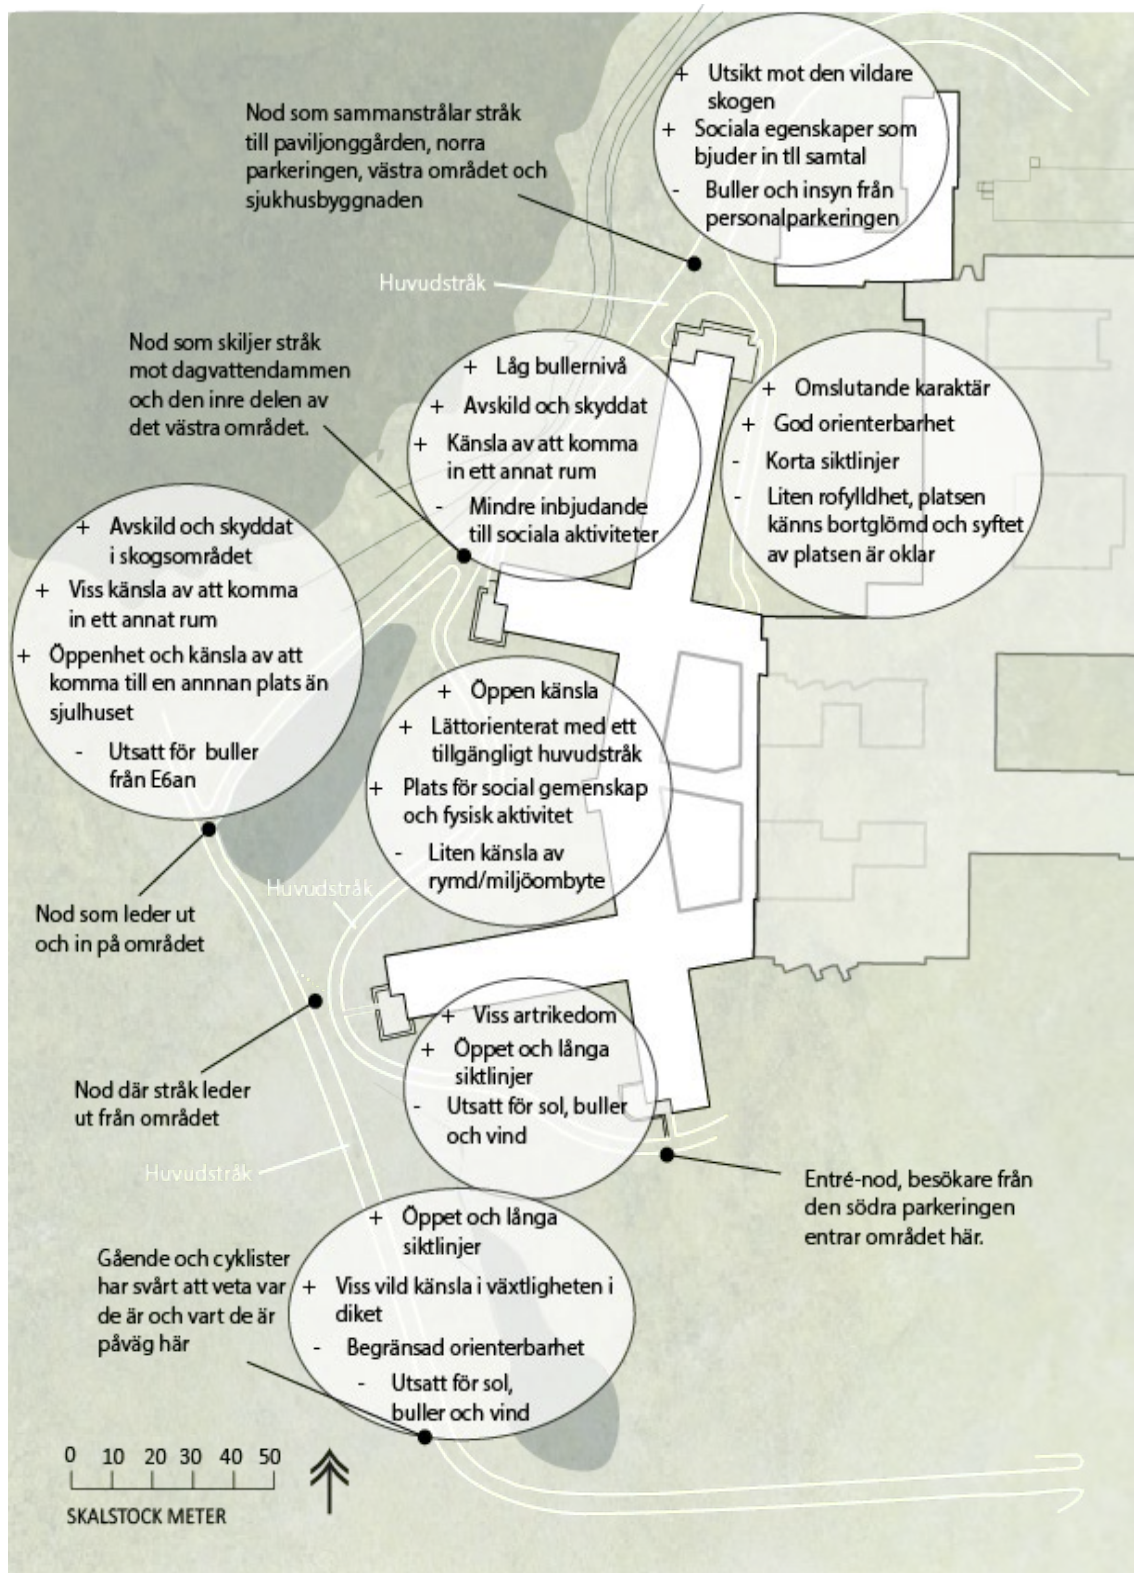 + Utsikt mot den vildare
skogen
+ Sociala egenskaper som
bjuder in tll samtal
- Buller och insyn från
personalparkeringen
Nod som sammanstrålar stråk
till paviljonggården, norra
parkeringen, västra området och
sjukhusbyggnaden
Huvudstråk
Nod som skiljer stråk
mot dagvattendammen
och den inre delen av
det västra området.
+ Låg bullernivå
+ Avskild och skyddat
+ Känsla av att komma
in ett annat rum
- Mindre inbjudande
till sociala aktiviteter
+ Omslutande karaktär
+ God orienterbarhet
- Korta siktlinjer
- Liten rofylldhet, platsen
känns bortglömd och syftet
av platsen är oklar
+ Avskild och skyddat
i skogsområdet
+ Viss känsla av att komma
in ett annat rum
+ Öppenhet och känsla av att
komma till en annnan plats än
sjulhuset
- Utsatt för buller
från E6an
+ Öppen känsla
+ Lättorienterat med ett
tillgängligt huvudstråk
+ Plats för social gemenskap
och fysisk aktivitet
- Liten känsla av
rymd/miljöombyte
Huvudstråk
Nod som leder ut
och in på området
+ Viss artrikedom
+ Öppet och långa
siktlinjer
- Utsatt för sol, buller
och vind
Nod där stråk leder
ut från området
Huvudstråk
Entré-nod, besökare från
den södra parkeringen
entrar området här.
+ Öppet och långa
siktlinjer
+ Viss vild känsla i växtligheten i
diket
- Begränsad orienterbarhet
- Utsatt för sol,
buller och vind
Gående och cyklister
har svårt att veta var
de är och vart de är
påväg här
0 10 20 30 40 50
SKALSTOCK METER